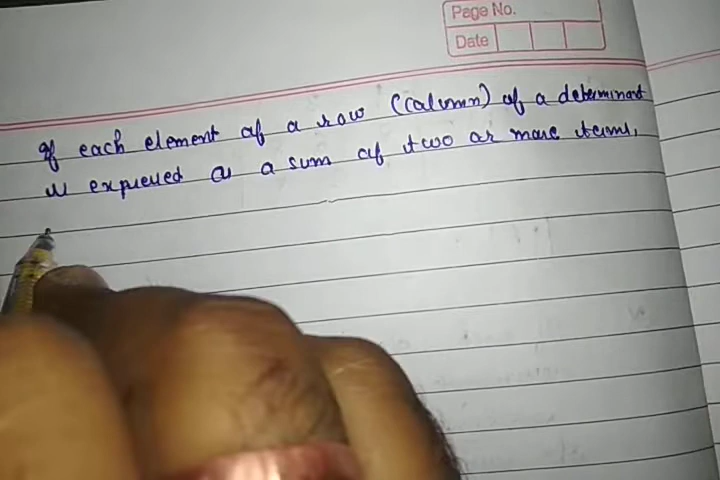 Page No.
Date
If each element of a row (column) of a determinant
is expressed as a sum of two or more terms,